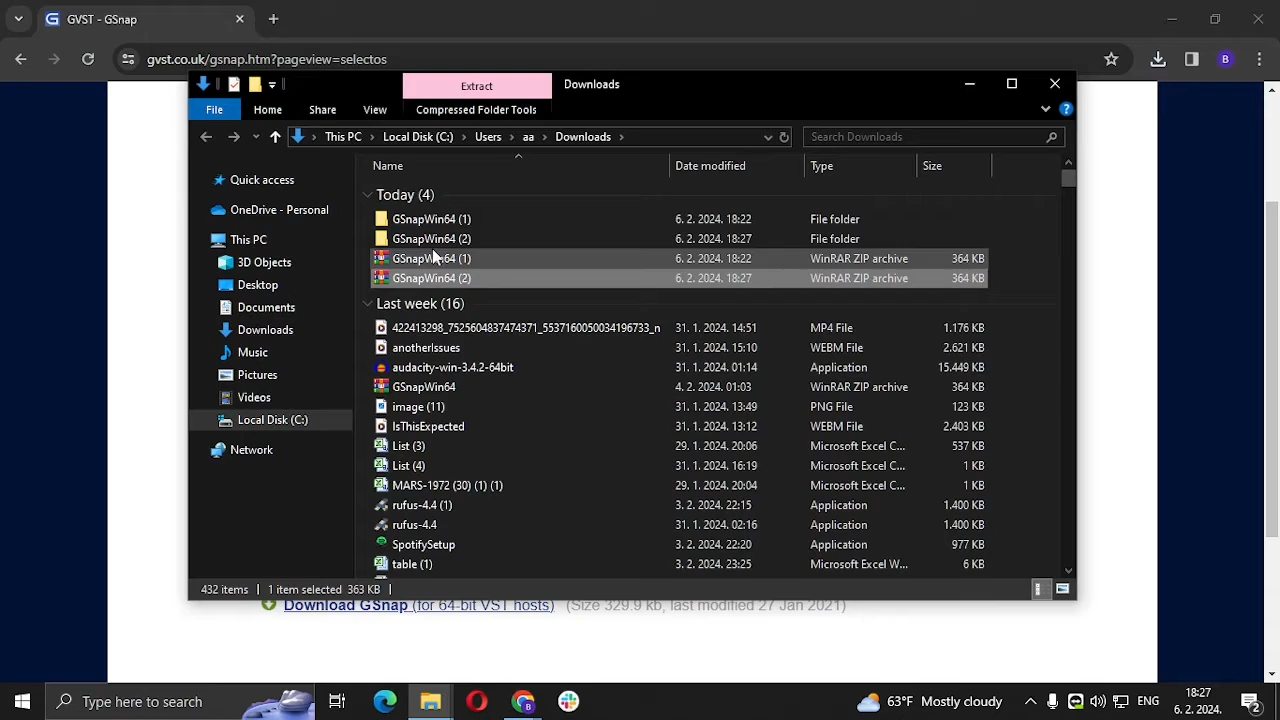 GVST - GSnap
gvst.co.uk/gsnap.htm?pageview=selectos
B
Extract
Downloads
File
Home
Share
View
Compressed Folder Tools
This PC
Local Disk (C:)
Users
aa
Downloads
Search Downloads
Name
Date modified
Type
Size
Quick access
OneDrive - Personal
This PC
3D Objects
Desktop
Documents
Downloads
Music
Pictures
Videos
Local Disk (C:)
Network
Today (4)
GSnapWin64 (1) 6. 2. 2024. 18:22 File folder
GSnapWin64 (2) 6. 2. 2024. 18:27 File folder
GSnapWin64 (1) 6. 2. 2024. 18:22 WinRAR ZIP archive 364 KB
GSnapWin64 (2) 6. 2. 2024. 18:27 WinRAR ZIP archive 364 KB
Last week (16)
422413298_7525604837474371_5537160050034196733_n 31. 1. 2024. 14:51 MP4 File 1.176 KB
anotherIssues 31. 1. 2024. 15:10 WEBM File 2.621 KB
audacity-win-3.4.2-64bit 31. 1. 2024. 01:14 Application 15.449 KB
GSnapWin64 4. 2. 2024. 01:03 WinRAR ZIP archive 364 KB
image (11) 31. 1. 2024. 13:49 PNG File 123 KB
IsThisExpected 31. 1. 2024. 13:12 WEBM File 2.403 KB
List (3) 29. 1. 2024. 20:06 Microsoft Excel C... 537 KB
List (4) 31. 1. 2024. 16:19 Microsoft Excel C... 1 KB
MARS-1972 (30) (1) (1) 29. 1. 2024. 20:04 Microsoft Excel C... 1 KB
rufus-4.4 (1) 3. 2. 2024. 22:15 Application 1.400 KB
rufus-4.4 31. 1. 2024. 02:16 Application 1.400 KB
SpotifySetup 3. 2. 2024. 22:20 Application 977 KB
table (1) 3. 2. 2024. 23:25 Microsoft Excel W... 6 KB
432 items
1 item selected 363 KB
Download GSnap (for 64-bit VST hosts) (Size 329.9 kb, last modified 27 Jan 2021)
Type here to search
63°F Mostly cloudy
ENG
18:27
6. 2. 2024.
2